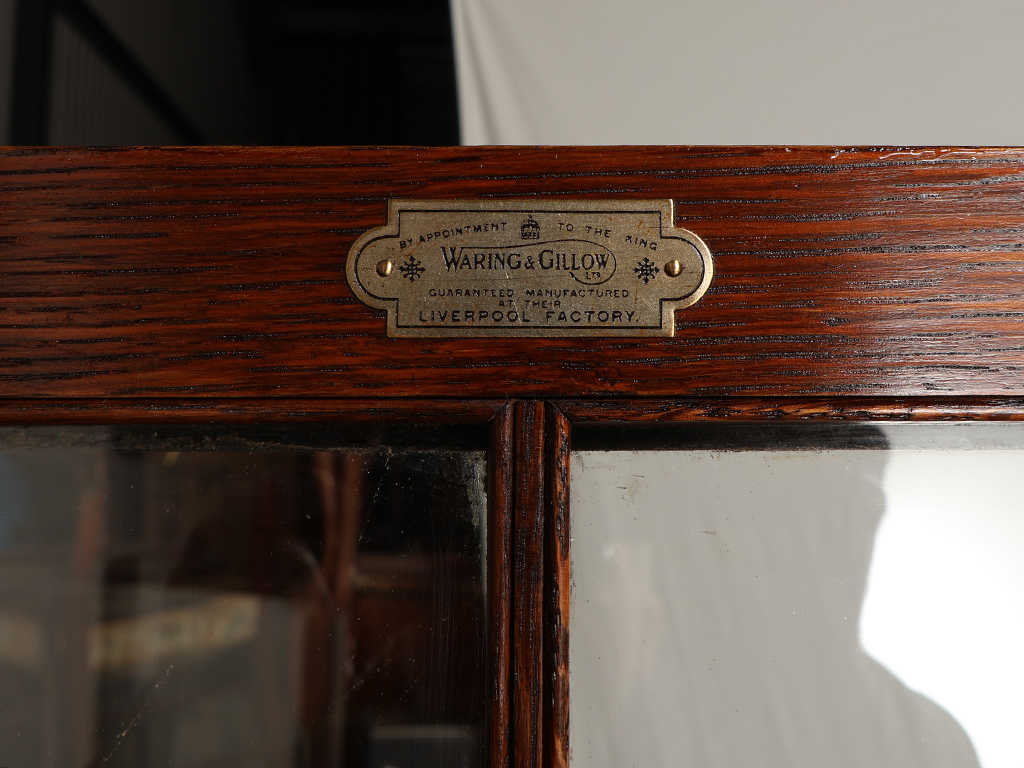 BY APPOINTMENT TO THE KING
WARING & GILLOW
LTD
GUARANTEED MANUFACTURED
AT THEIR
LIVERPOOL FACTORY.